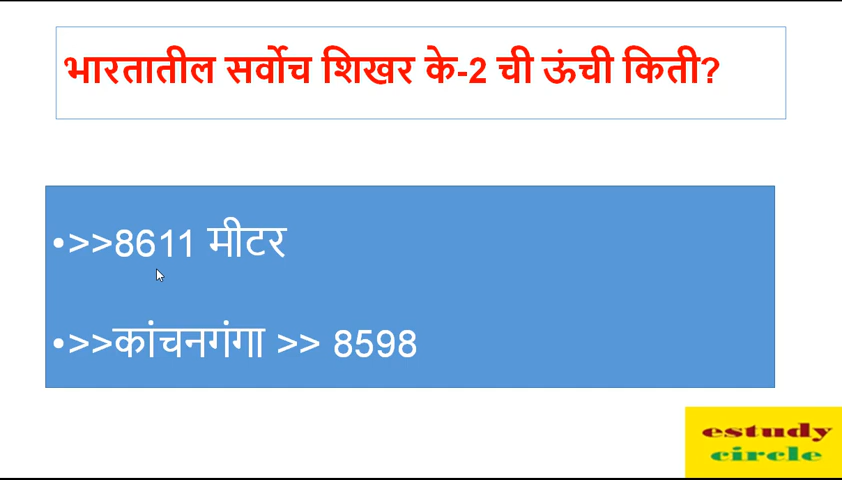 भारतातील सर्वोच शिखर के-2 ची ऊंची किती?
•>>8611 मीटर
•>>कांचनगंगा >> 8598
estudy
circle